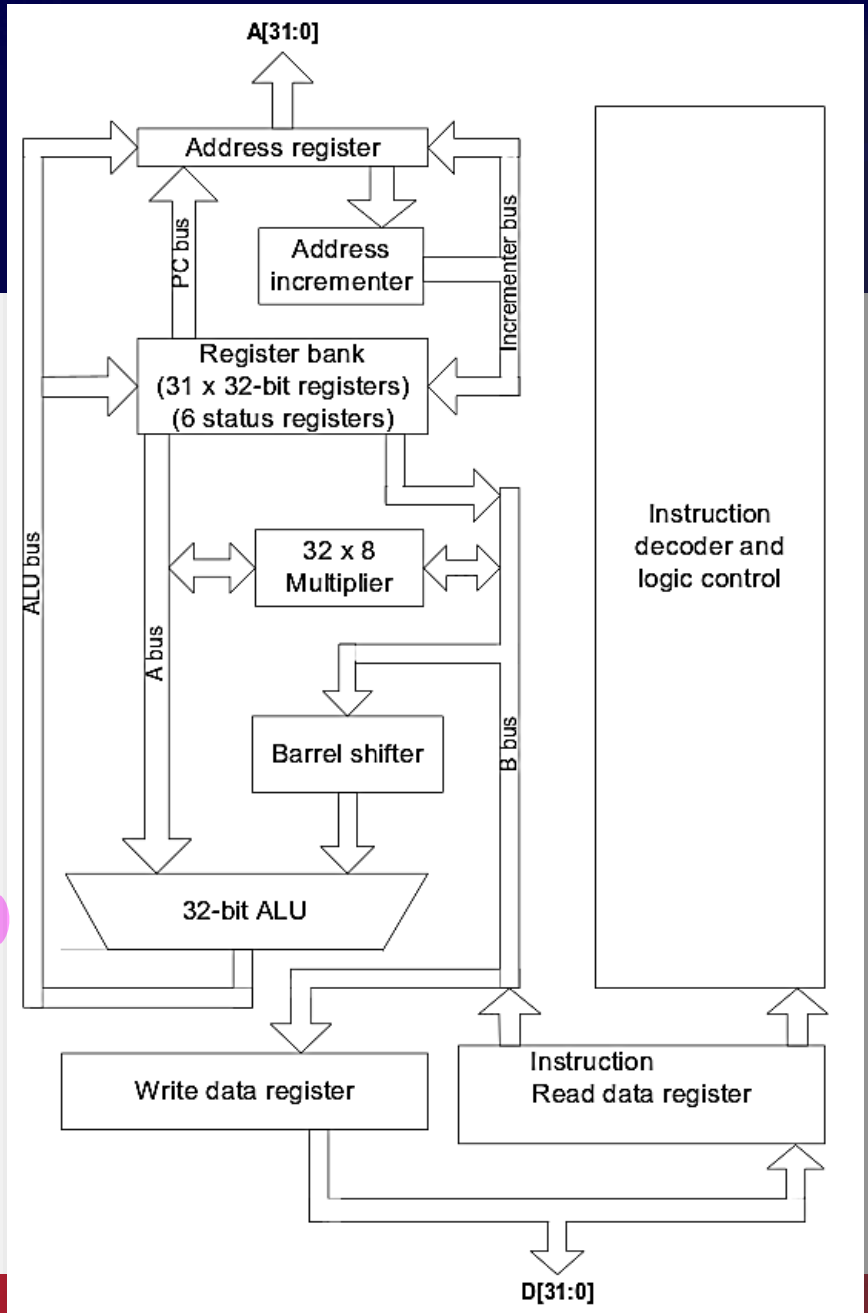 A[31:0]
Address register
PC bus
Address
incrementer
Incrementer bus
Register bank
(31 x 32-bit registers)
(6 status registers)
ALU bus
A bus
32 x 8
Multiplier
Barrel shifter
B bus
32-bit ALU
Instruction
decoder and
logic control
Write data register
Instruction
Read data register
D[31:0]